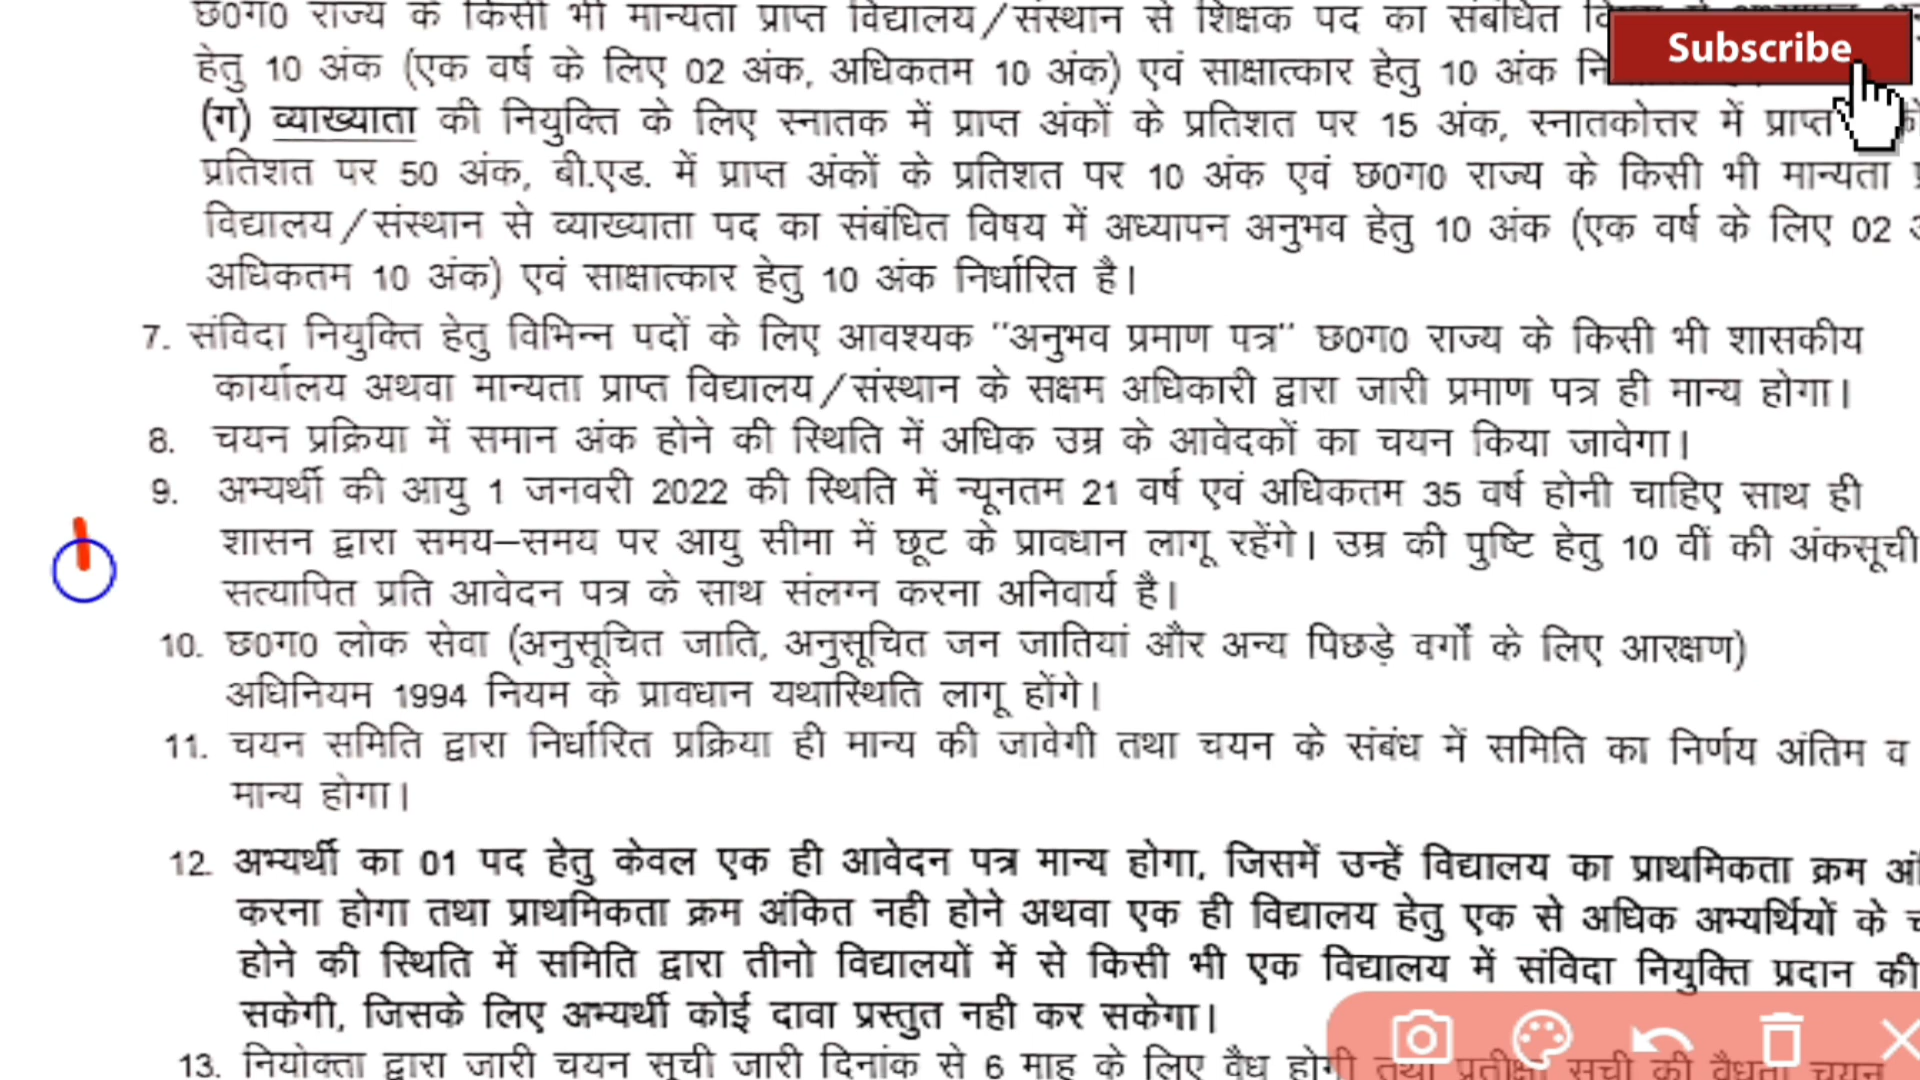 छ0ग0 राज्य के किसी भी मान्यता प्राप्त विद्यालय/संस्थान से शिक्षक पद का संबंधित
Subscribe
हेतु 10 अंक (एक वर्ष के लिए 02 अंक, अधिकतम 10 अंक) एवं साक्षात्कार हेतु 10 अंक
(ग) व्याख्याता की नियुक्ति के लिए स्नातक में प्राप्त अंकों के प्रतिशत पर 15 अंक, स्नातकोत्तर में प्राप्त
प्रतिशत पर 50 अंक, बी.एड. में प्राप्त अंकों के प्रतिशत पर 10 अंक एवं छ0ग0 राज्य के किसी भी मान्यता
विद्यालय/संस्थान से व्याख्याता पद का संबंधित विषय में अध्यापन अनुभव हेतु 10 अंक (एक वर्ष के लिए 02
अधिकतम 10 अंक) एवं साक्षात्कार हेतु 10 अंक निर्धारित है।
7. संविदा नियुक्ति हेतु विभिन्न पदों के लिए आवश्यक "अनुभव प्रमाण पत्र" छ0ग0 राज्य के किसी भी शासकीय
कार्यालय अथवा मान्यता प्राप्त विद्यालय/संस्थान के सक्षम अधिकारी द्वारा जारी प्रमाण पत्र ही मान्य होगा।
8. चयन प्रक्रिया में समान अंक होने की स्थिति में अधिक उम्र के आवेदकों का चयन किया जावेगा।
9. अभ्यर्थी की आयु 1 जनवरी 2022 की स्थिति में न्यूनतम 21 वर्ष एवं अधिकतम 35 वर्ष होनी चाहिए साथ ही
शासन द्वारा समय–समय पर आयु सीमा में छूट के प्रावधान लागू रहेंगे। उम्र की पुष्टि हेतु 10 वीं की अंकसूची
सत्यापित प्रति आवेदन पत्र के साथ संलग्न करना अनिवार्य है।
10. छ0ग0 लोक सेवा (अनुसूचित जाति, अनुसूचित जन जातियां और अन्य पिछड़े वर्गों के लिए आरक्षण)
अधिनियम 1994 नियम के प्रावधान यथास्थिति लागू होंगे।
11. चयन समिति द्वारा निर्धारित प्रक्रिया ही मान्य की जावेगी तथा चयन के संबंध में समिति का निर्णय अंतिम व
मान्य होगा।
12. अभ्यर्थी का 01 पद हेतु केवल एक ही आवेदन पत्र मान्य होगा, जिसमें उन्हें विद्यालय का प्राथमिकता क्रम
करना होगा तथा प्राथमिकता क्रम अंकित नही होने अथवा एक ही विद्यालय हेतु एक से अधिक अभ्यर्थियों के
होने की स्थिति में समिति द्वारा तीनो विद्यालयों में से किसी भी एक विद्यालय में संविदा नियुक्ति प्रदान की
सकेगी, जिसके लिए अभ्यर्थी कोई दावा प्रस्तुत नही कर सकेगा।
13. नियोक्ता द्वारा जारी चयन सूची जारी दिनांक से 6 माह के लिए वैध होगी तथा प्रतीक्षा सूची की वैधता चयन